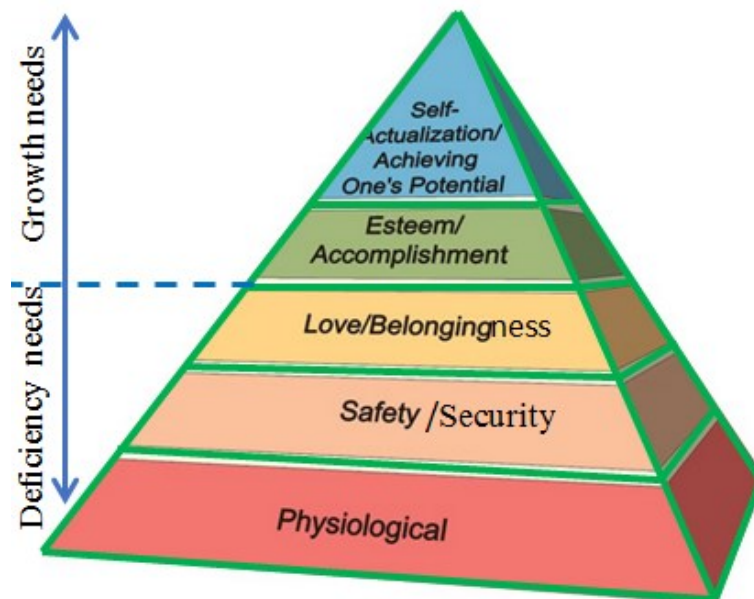 Growth needs
Deficiency needs
Self-
Actualization/
Achieving
One's Potential
Esteem/
Accomplishment
Love/Belongingness
Safety /Security
Physiological